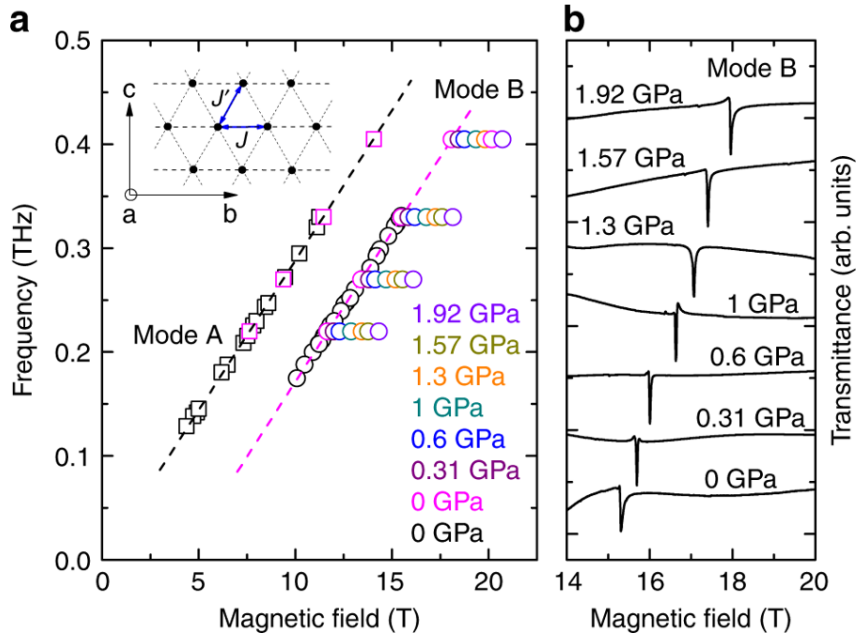 a
b
0.5
0.4
0.3
0.2
0.1
0.0
Frequency (THz)
0
5
10
15
20
Magnetic field (T)
c
a
b
J'
J
Mode A
Mode B
1.92 GPa
1.57 GPa
1.3 GPa
1 GPa
0.6 GPa
0.31 GPa
0 GPa
0 GPa
Mode B
1.92 GPa
1.57 GPa
1.3 GPa
1 GPa
0.6 GPa
0.31 GPa
0 GPa
14
16
18
20
Magnetic field (T)
Transmittance (arb. units)